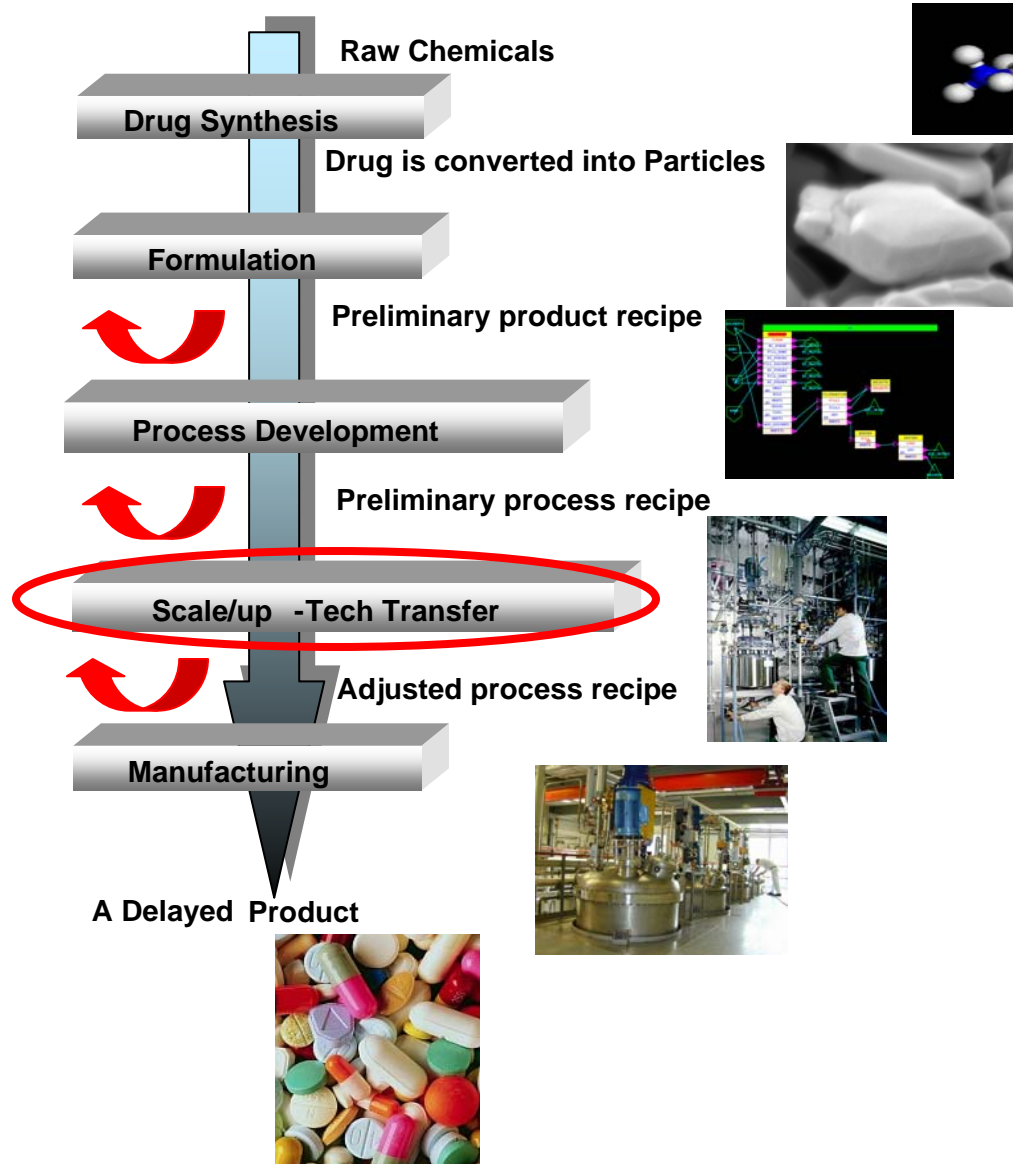 Raw Chemicals
Drug Synthesis
Drug is converted into Particles
Formulation
Preliminary product recipe
Process Development
Preliminary process recipe
Scale/up -Tech Transfer
Adjusted process recipe
Manufacturing
A Delayed Product